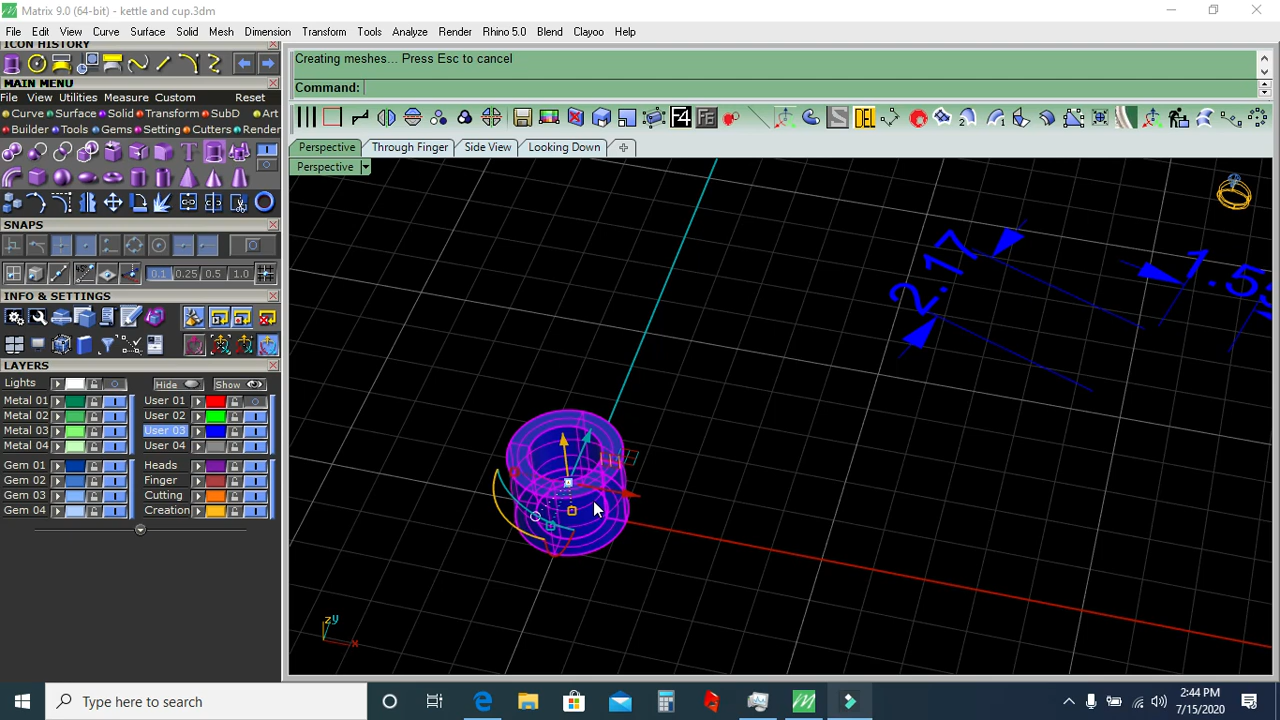 Matrix 9.0 (64-bit) - kettle and cup.3dm
File Edit View Curve Surface Solid Mesh Dimension Transform Tools Analyze Render Rhino 5.0 Blend Clayoo Help
ICON HISTORY
Creating meshes... Press Esc to cancel
Command:
MAIN MENU
File View Utilities Measure Custom Reset
Curve Surface Solid Transform SubD Art
Builder Tools Gems Setting Cutters Render
F4 F6 DEL
Perspective Through Finger Side View Looking Down
Perspective
SNAPS
0.1 0.25 0.5 1.0
INFO & SETTINGS
LAYERS
Lights Hide Show
Metal 01 User 01
Metal 02 User 02
Metal 03 User 03
Metal 04 User 04
Gem 01 Heads
Gem 02 Finger
Gem 03 Cutting
Gem 04 Creation
2.17
z y
x
Type here to search
2:44 PM
7/15/2020